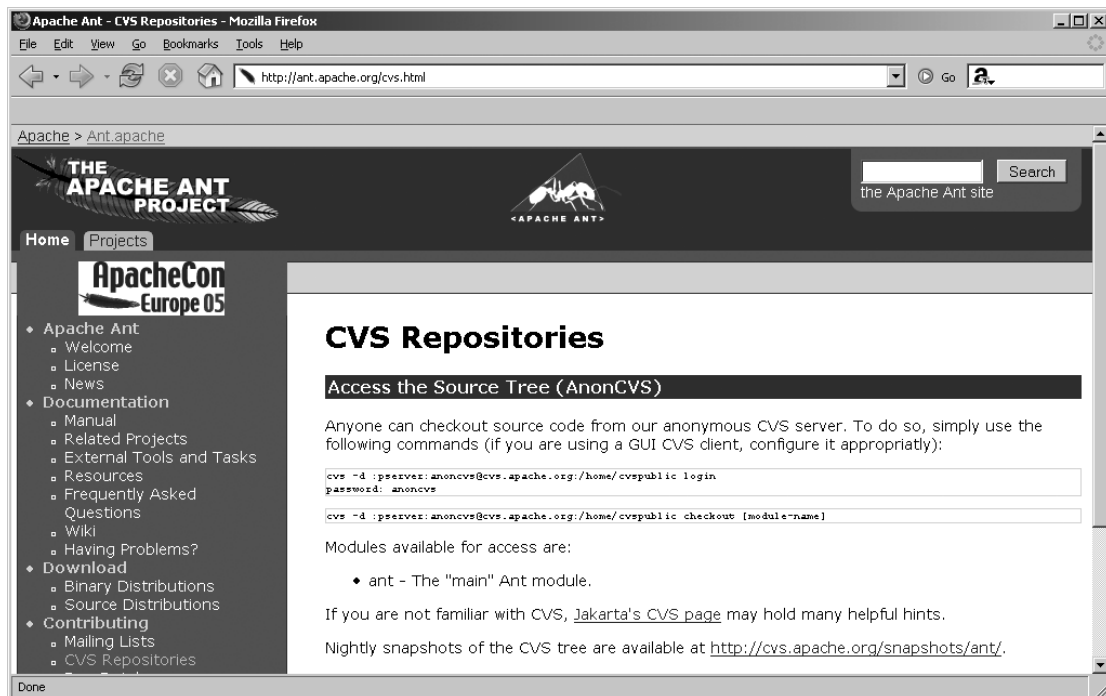 Apache Ant - CVS Repositories - Mozilla Firefox
File Edit View Go Bookmarks Tools Help
http://ant.apache.org/cvs.html Go a.
Apache > Ant.apache
THE
APACHE ANT
PROJECT
<APACHE ANT>
Search
the Apache Ant site
Home Projects
ApacheCon
Europe 05
Apache Ant
Welcome
License
News
Documentation
Manual
Related Projects
External Tools and Tasks
Resources
Frequently Asked
Questions
Wiki
Having Problems?
Download
Binary Distributions
Source Distributions
Contributing
Mailing Lists
CVS Repositories
CVS Repositories
Access the Source Tree (AnonCVS)
Anyone can checkout source code from our anonymous CVS server. To do so, simply use the
following commands (if you are using a GUI CVS client, configure it appropriatly):
cvs -d :pserver:anoncvs@cvs.apache.org:/home/cvspublic login
password: anoncvs
cvs -d :pserver:anoncvs@cvs.apache.org:/home/cvspublic checkout [module-name]
Modules available for access are:
ant - The "main" Ant module.
If you are not familiar with CVS, Jakarta's CVS page may hold many helpful hints.
Nightly snapshots of the CVS tree are available at http://cvs.apache.org/snapshots/ant/.
Done